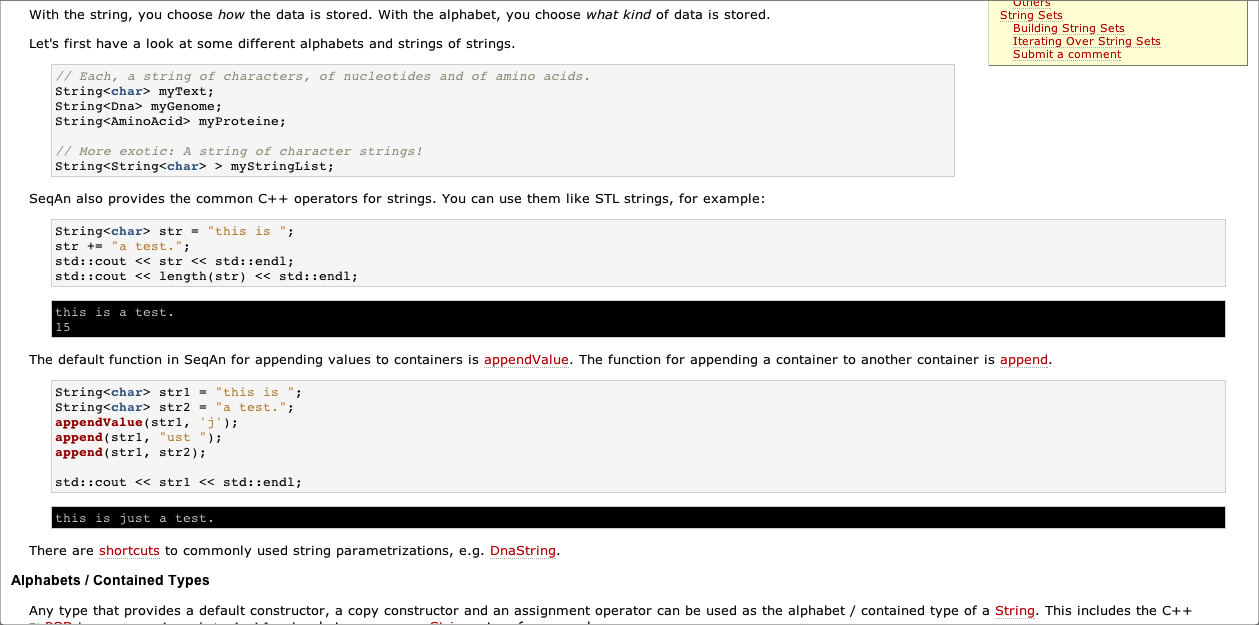 With the string, you choose how the data is stored. With the alphabet, you choose what kind of data is stored.
Others
String Sets
Building String Sets
Iterating Over String Sets
Submit a comment
Let's first have a look at some different alphabets and strings of strings.
// Each, a string of characters, of nucleotides and of amino acids.
String<char> myText;
String<Dna> myGenome;
String<AminoAcid> myProteine;
// More exotic: A string of character strings!
String<String<char> > myStringList;
SeqAn also provides the common C++ operators for strings. You can use them like STL strings, for example:
String<char> str = "this is ";
str += "a test.";
std::cout << str << std::endl;
std::cout << length(str) << std::endl;
this is a test.
15
The default function in SeqAn for appending values to containers is appendValue. The function for appending a container to another container is append.
String<char> str1 = "this is ";
String<char> str2 = "a test.";
appendValue(str1, 'j');
append(str1, "ust ");
append(str1, str2);
std::cout << str1 << std::endl;
this is just a test.
There are shortcuts to commonly used string parametrizations, e.g. DnaString.
Alphabets / Contained Types
Any type that provides a default constructor, a copy constructor and an assignment operator can be used as the alphabet / contained type of a String. This includes the C++